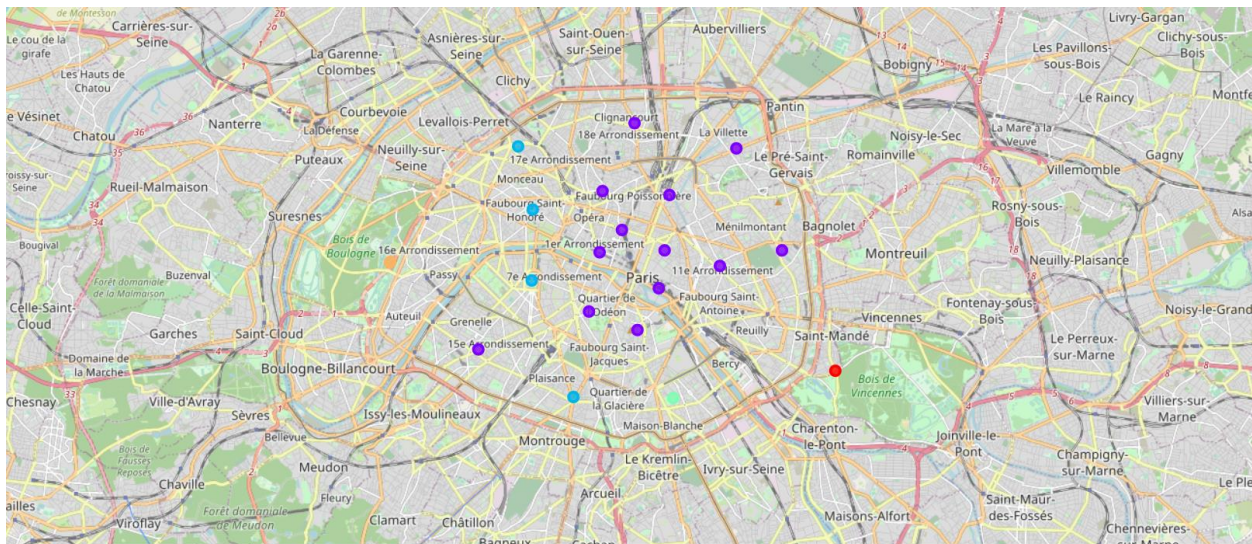 de Montesson
Carrières-sur-
Seine
Asnières-sur-
Seine
Saint-Ouen-
sur-Seine
Aubervilliers
Livry-Gargan
Clichy-sous-
Bois
Le cou de la
girafe
La Garenne-
Colombes
Bobigny
Les Pavillons-
sous-Bois
Les Hauts de
Chatou
Clichy
Courbevoie
Pantin
Le Raincy
Montfe
e Vésinet
Nanterre
La Défense
Levallois-Perret
Clignancourt
18e Arrondissement
La Villette
Noisy-le-Sec
La Mare à la
Veuve
Chatou
Puteaux
Neuilly-sur-
Seine
17e Arrondissement
Le Pré-Saint-
Gervais
Romainville
Gagny
roissy-sur-
Seine
Rueil-Malmaison
Monceau
Villemomble
Faubourg Saint-
Honoré
Faubourg Poissonnière
Opéra
Suresnes
Ménilmontant
Bagnolet
Rosny-sous-
Bois
Alsa
Bougival
Bois de
Boulogne
16e Arrondissement
1er Arrondissement
Montreuil
Neuilly-Plaisance
Buzenval
Forêt domaniale
de la Malmaison
Passy
7e Arrondissement
Paris
11e Arrondissement
Celle-Saint-
Cloud
Quartier de
l'Odéon
Faubourg Saint-
Antoine
Fontenay-sous-
Bois
Noisy-le-Grand
Garches
Saint-Cloud
Auteuil
Grenelle
Reuilly
Vincennes
Saint-Mandé
Le Perreux-
sur-Marne
15e Arrondissement
Faubourg Saint-
Jacques
Domaine de
la Marche
Boulogne-Billancourt
Plaisance
Bercy
Bois de
Vincennes
Chesnay
Ville-d'Avray
Sèvres
Issy-les-Moulineaux
Quartier de
la Glacière
Villiers-sur-
Marne
Maison-Blanche
Charenton-
le-Pont
Joinville-le-
Pont
Bellevue
Montrouge
Bois de
Fausses
Reposes
Meudon
Le Kremlin-
Bicêtre
Ivry-sur-Seine
Champigny-
sur-Marne
Chaville
Fleury
Arcueil
Le Ple
ailles
Viroflay
Forêt domaniale
de Meudon
Clamart
Châtillon
Maisons-Alfort
Saint-Maur-
des-Fossés
Chennevières-
sur-Marne
Bagneux
Cachan